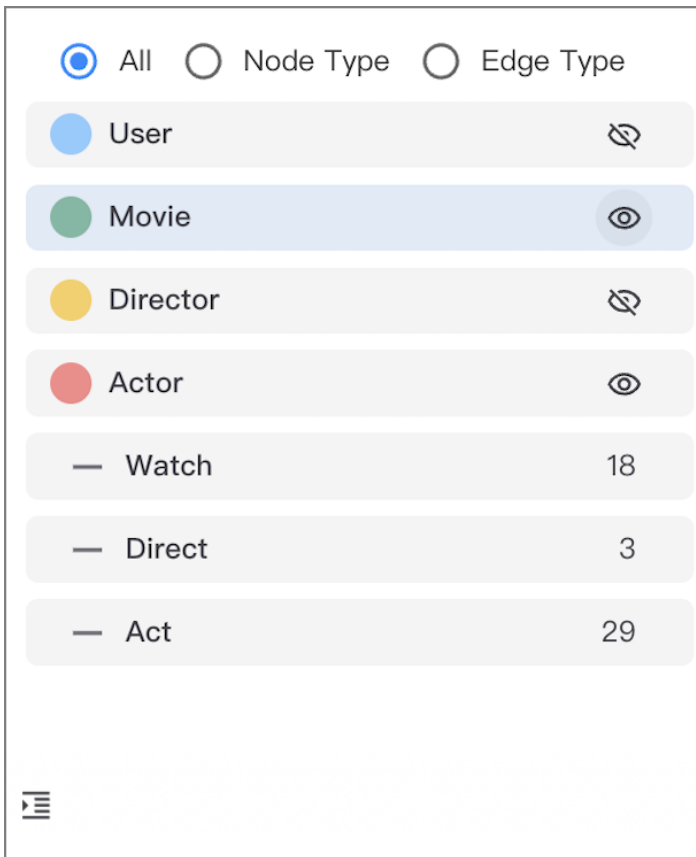 All Node Type Edge Type
User
Movie
Director
Actor
Watch 18
Direct 3
Act 29